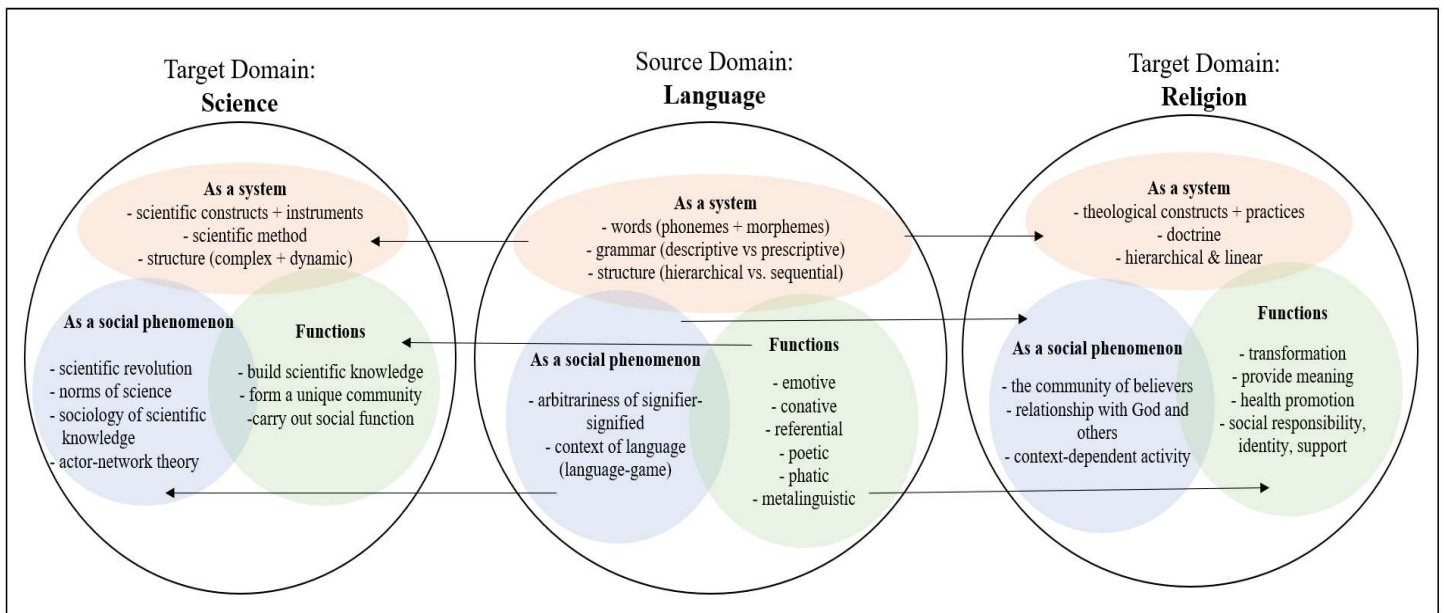 Target Domain:
Science
As a system
- scientific constructs + instruments
- scientific method
- structure (complex + dynamic)
As a social phenomenon
- scientific revolution
- norms of science
- sociology of scientific
knowledge
- actor-network theory
Functions
- build scientific knowledge
- form a unique community
-carry out social function
Source Domain:
Language
As a system
- words (phonemes + morphemes)
- grammar (descriptive vs prescriptive)
- structure (hierarchical vs. sequential)
As a social phenomenon
- arbitrariness of signifier-
signified
- context of language
(language-game)
Functions
- emotive
- conative
- referential
- poetic
- phatic
- metalinguistic
Target Domain:
Religion
As a system
- theological constructs + practices
- doctrine
- hierarchical & linear
As a social phenomenon
- the community of believers
- relationship with God and
others
- context-dependent activity
Functions
- transformation
- provide meaning
- health promotion
- social responsibility,
identity, support